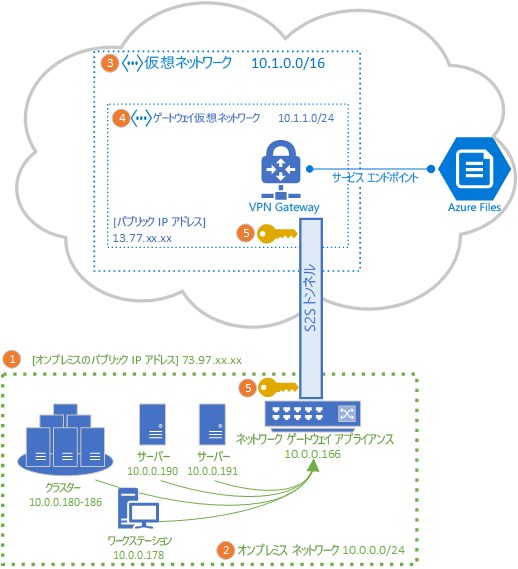 3 仮想ネットワーク 10.1.0.0/16
4 ゲートウェイ仮想ネットワーク 10.1.1.0/24
サービス エンドポイント
VPN Gateway
Azure Files
[パブリック IP アドレス]
13.77.xx.xx
5
S2S トンネル
1 [オンプレミスのパブリック IP アドレス] 73.97.xx.xx
5
ネットワーク ゲートウェイ アプライアンス
10.0.0.166
サーバー
10.0.0.190
サーバー
10.0.0.191
クラスター
10.0.0.180-186
ワークステーション
10.0.0.178
2 オンプレミス ネットワーク 10.0.0.0/24